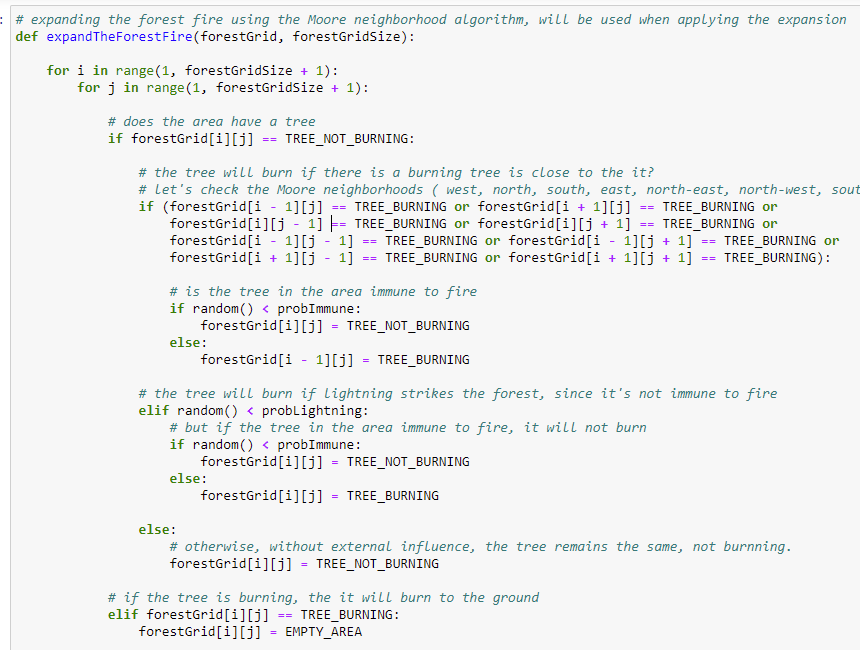 # expanding the forest fire using the Moore neighborhood algorithm, will be used when applying the expansion
def expandTheForestFire(forestGrid, forestGridSize):
for i in range(1, forestGridSize + 1):
for j in range(1, forestGridSize + 1):
# does the area have a tree
if forestGrid[i][j] == TREE_NOT_BURNING:
# the tree will burn if there is a burning tree is close to the it?
# let's check the Moore neighborhoods ( west, north, south, east, north-east, north-west, sout
if (forestGrid[i - 1][j] == TREE_BURNING or forestGrid[i + 1][j] == TREE_BURNING or
forestGrid[i][j - 1] == TREE_BURNING or forestGrid[i][j + 1] == TREE_BURNING or
forestGrid[i - 1][j - 1] == TREE_BURNING or forestGrid[i - 1][j + 1] == TREE_BURNING or
forestGrid[i + 1][j - 1] == TREE_BURNING or forestGrid[i + 1][j + 1] == TREE_BURNING):
# is the tree in the area immune to fire
if random() < probImmune:
forestGrid[i][j] = TREE_NOT_BURNING
else:
forestGrid[i - 1][j] = TREE_BURNING
# the tree will burn if lightning strikes the forest, since it's not immune to fire
elif random() < probLightning:
# but if the tree in the area immune to fire, it will not burn
if random() < probImmune:
forestGrid[i][j] = TREE_NOT_BURNING
else:
forestGrid[i][j] = TREE_BURNING
else:
# otherwise, without external influence, the tree remains the same, not burnning.
forestGrid[i][j] = TREE_NOT_BURNING
# if the tree is burning, the it will burn to the ground
elif forestGrid[i][j] == TREE_BURNING:
forestGrid[i][j] = EMPTY_AREA